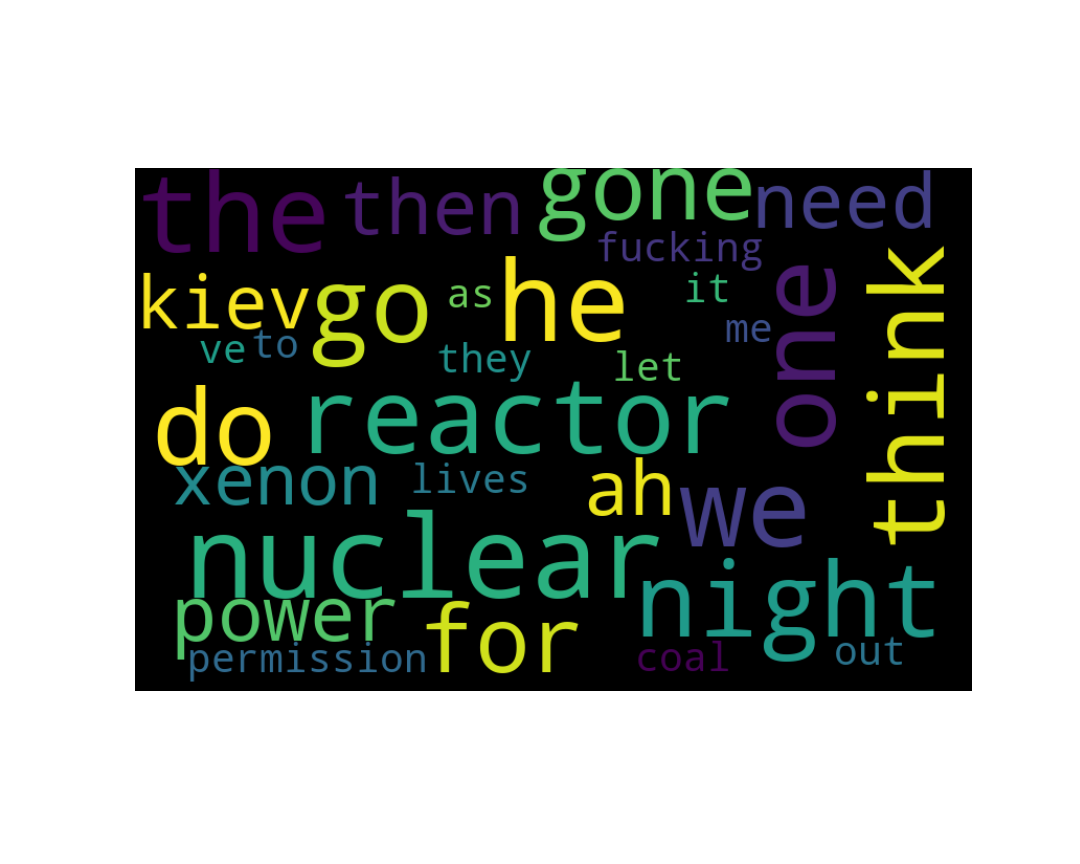 the then gone need
fucking
kiev go as he it one think
ve to they let me
do reactor
xenon lives ah we
nuclear night
power for
permission coal out